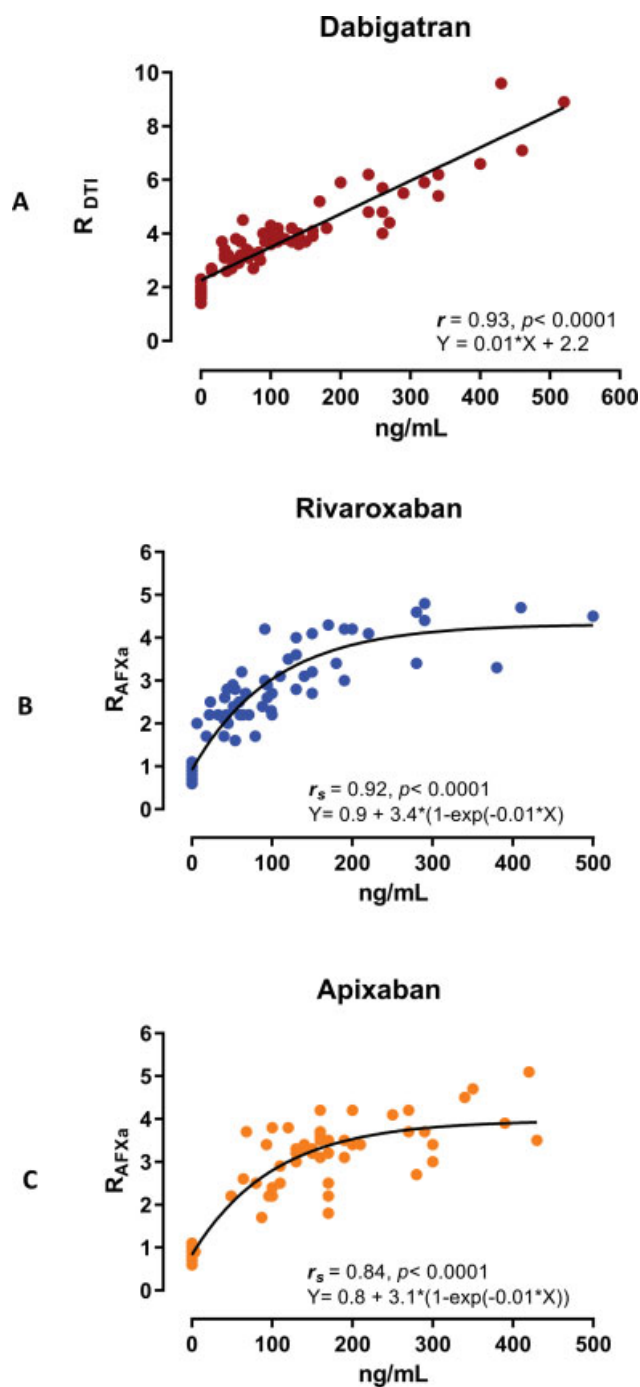 Dabigatran
A
R DTI
10
8
6
4
2
0
r = 0.93, p< 0.0001
Y = 0.01*X + 2.2
0 100 200 300 400 500 600
ng/mL
Rivaroxaban
B
RAFXa
6
5
4
3
2
1
0
rs = 0.92, p< 0.0001
Y= 0.9 + 3.4*(1-exp(-0.01*X)
0 100 200 300 400 500
ng/mL
Apixaban
C
RAFXa
6
5
4
3
2
1
0
rs = 0.84, p< 0.0001
Y= 0.8 + 3.1*(1-exp(-0.01*X))
0 100 200 300 400 500
ng/mL